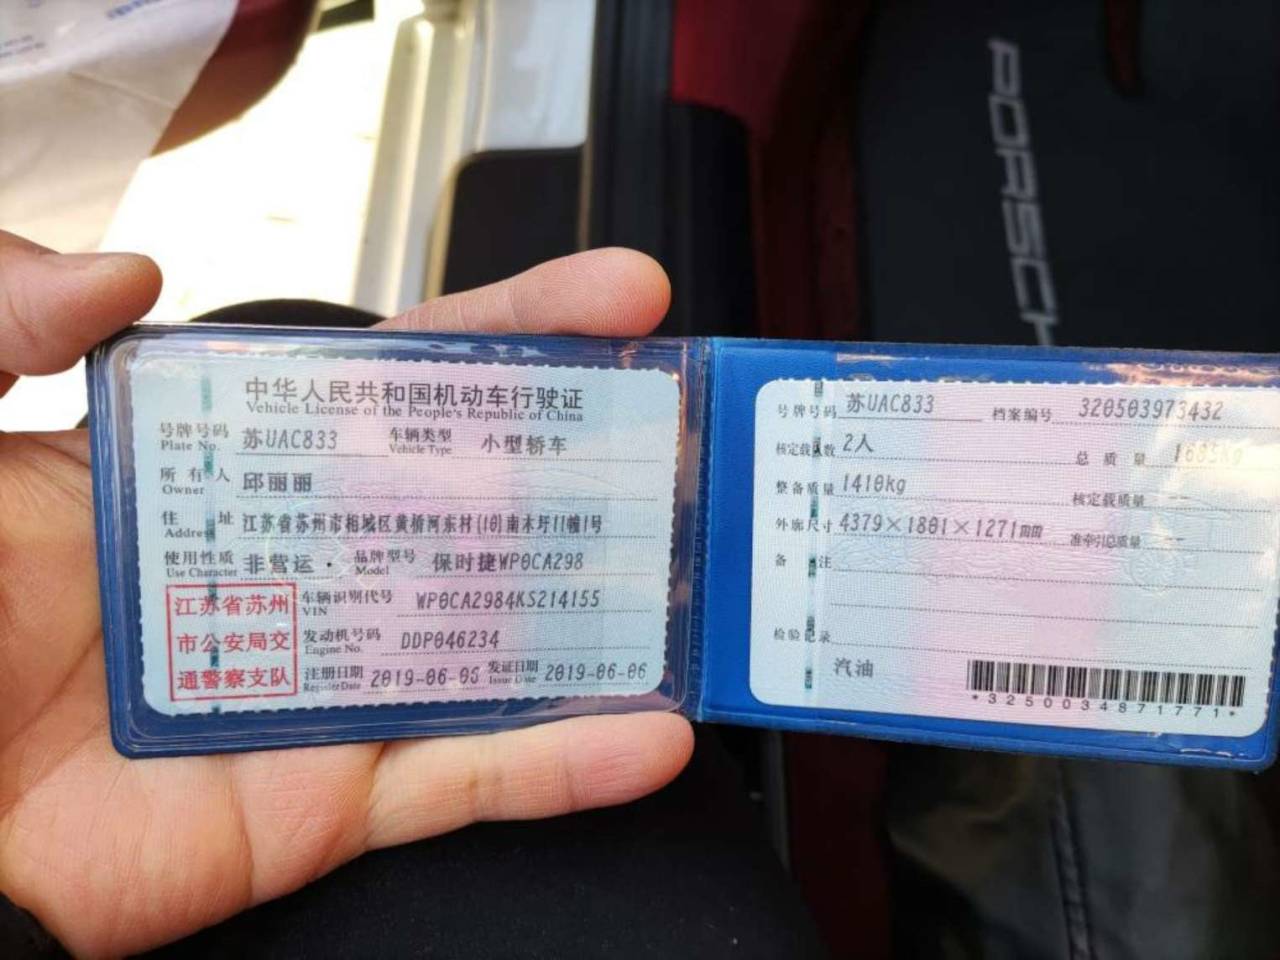 PORSCH
中华人民共和国机动车行驶证
Vehicle License of the People's Republic of China
号牌号码 苏UAC833 车辆类型 小型轿车
Plate No. Vehicle Type
所有人 邱丽丽
Owner
住址 江苏省苏州市相城区黄桥河东村(10)南木圩11幢1号
Address
使用性质 非营运 品牌型号 保时捷WP0CA298
Use Character Model
江苏省苏州
市公安局交
通警察支队
车辆识别代号 WP0CA2984KS214155
VIN
发动机号码 DDP046234
Engine No.
注册日期 2019-06-05 发证日期 2019-06-06
Register Date Issue Date
号牌号码 苏UAC833 档案编号 320503973432
核定载人数 2人 总质量 1685kg
整备质量 1410kg 核定载质量 --
外廓尺寸 4379×1801×1271mm 准牵引总质量 --
备注
检验记录
汽油
*3250034871771*